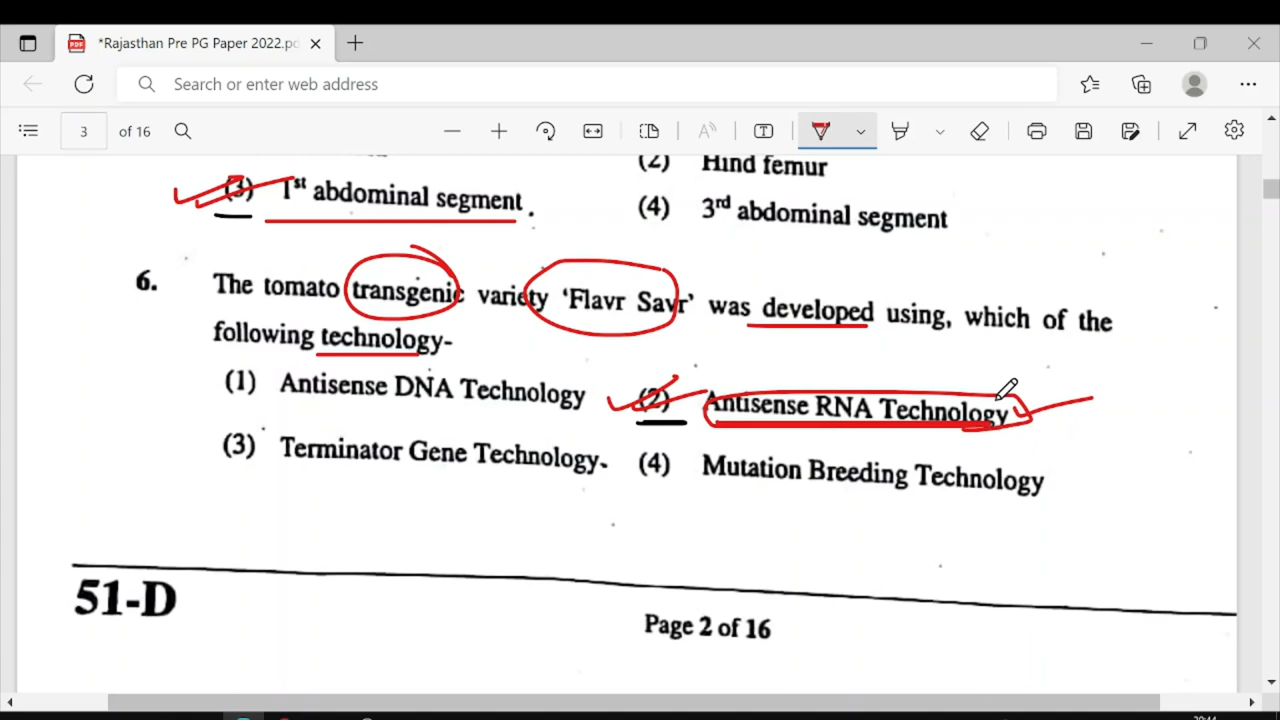 *Rajasthan Pre PG Paper 2022.pd
Search or enter web address
3 of 16
(2) Hind femur
(3) 1st abdominal segment.
(4) 3rd abdominal segment
6. The tomato transgenic variety ‘Flavr Savr’ was developed using, which of the
following technology-
(1) Antisense DNA Technology (2) Antisense RNA Technology
(3) Terminator Gene Technology- (4) Mutation Breeding Technology
51-D
Page 2 of 16